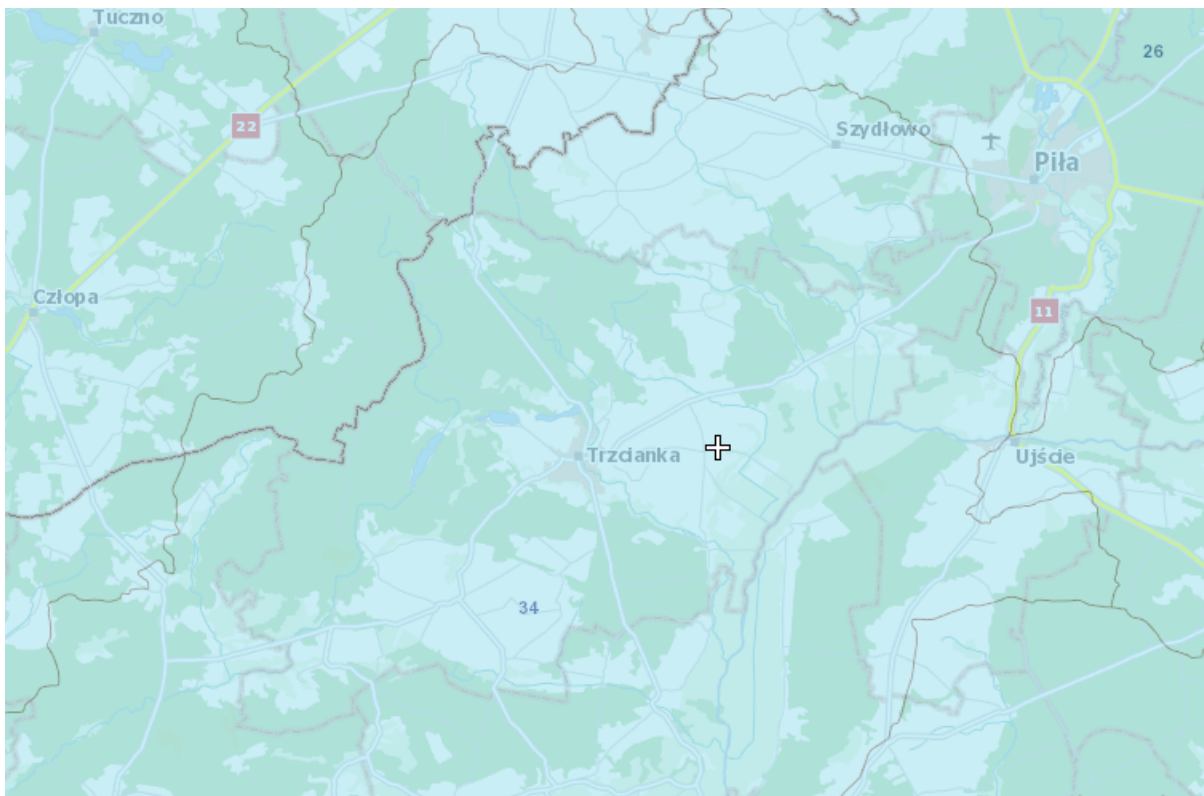 Tuczno
26
22
Szydłowo
Piła
Człopa
11
Trzcianka
Ujście
34